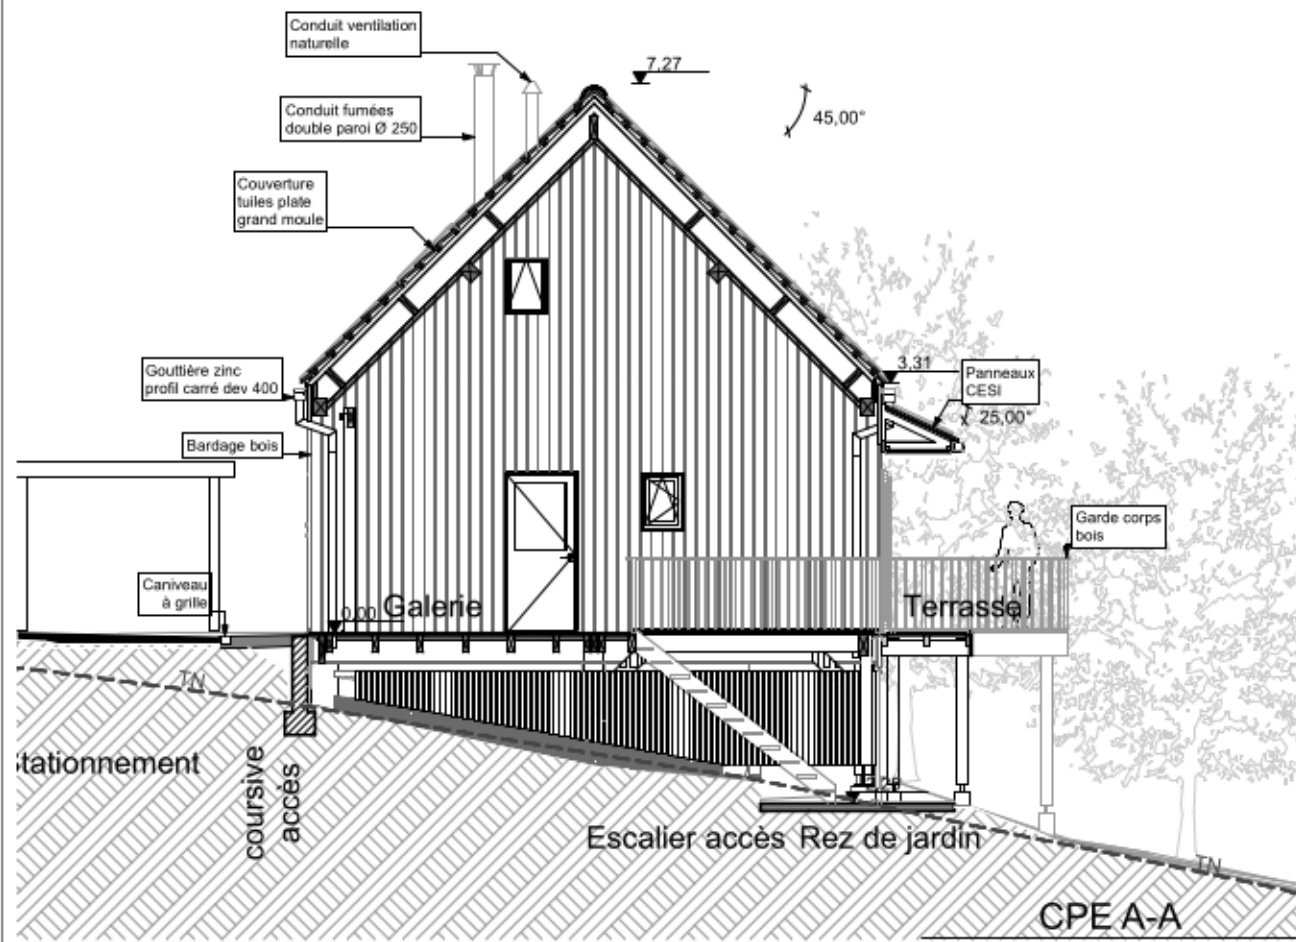 Conduit ventilation
naturelle
7,27
Conduit fumées
double paroi Ø 250
45,00°
Couverture
tuiles plate
grand moule
Gouttière zinc
profil carré dev 400
3,31
Panneaux
CESI
25,00°
Bardage bois
Garde corps
bois
Caniveau
à grille
0,00
Galerie
Terrasse
TN
tationnement
coursive
accès
Escalier accès
Rez de jardin
TN
CPE A-A